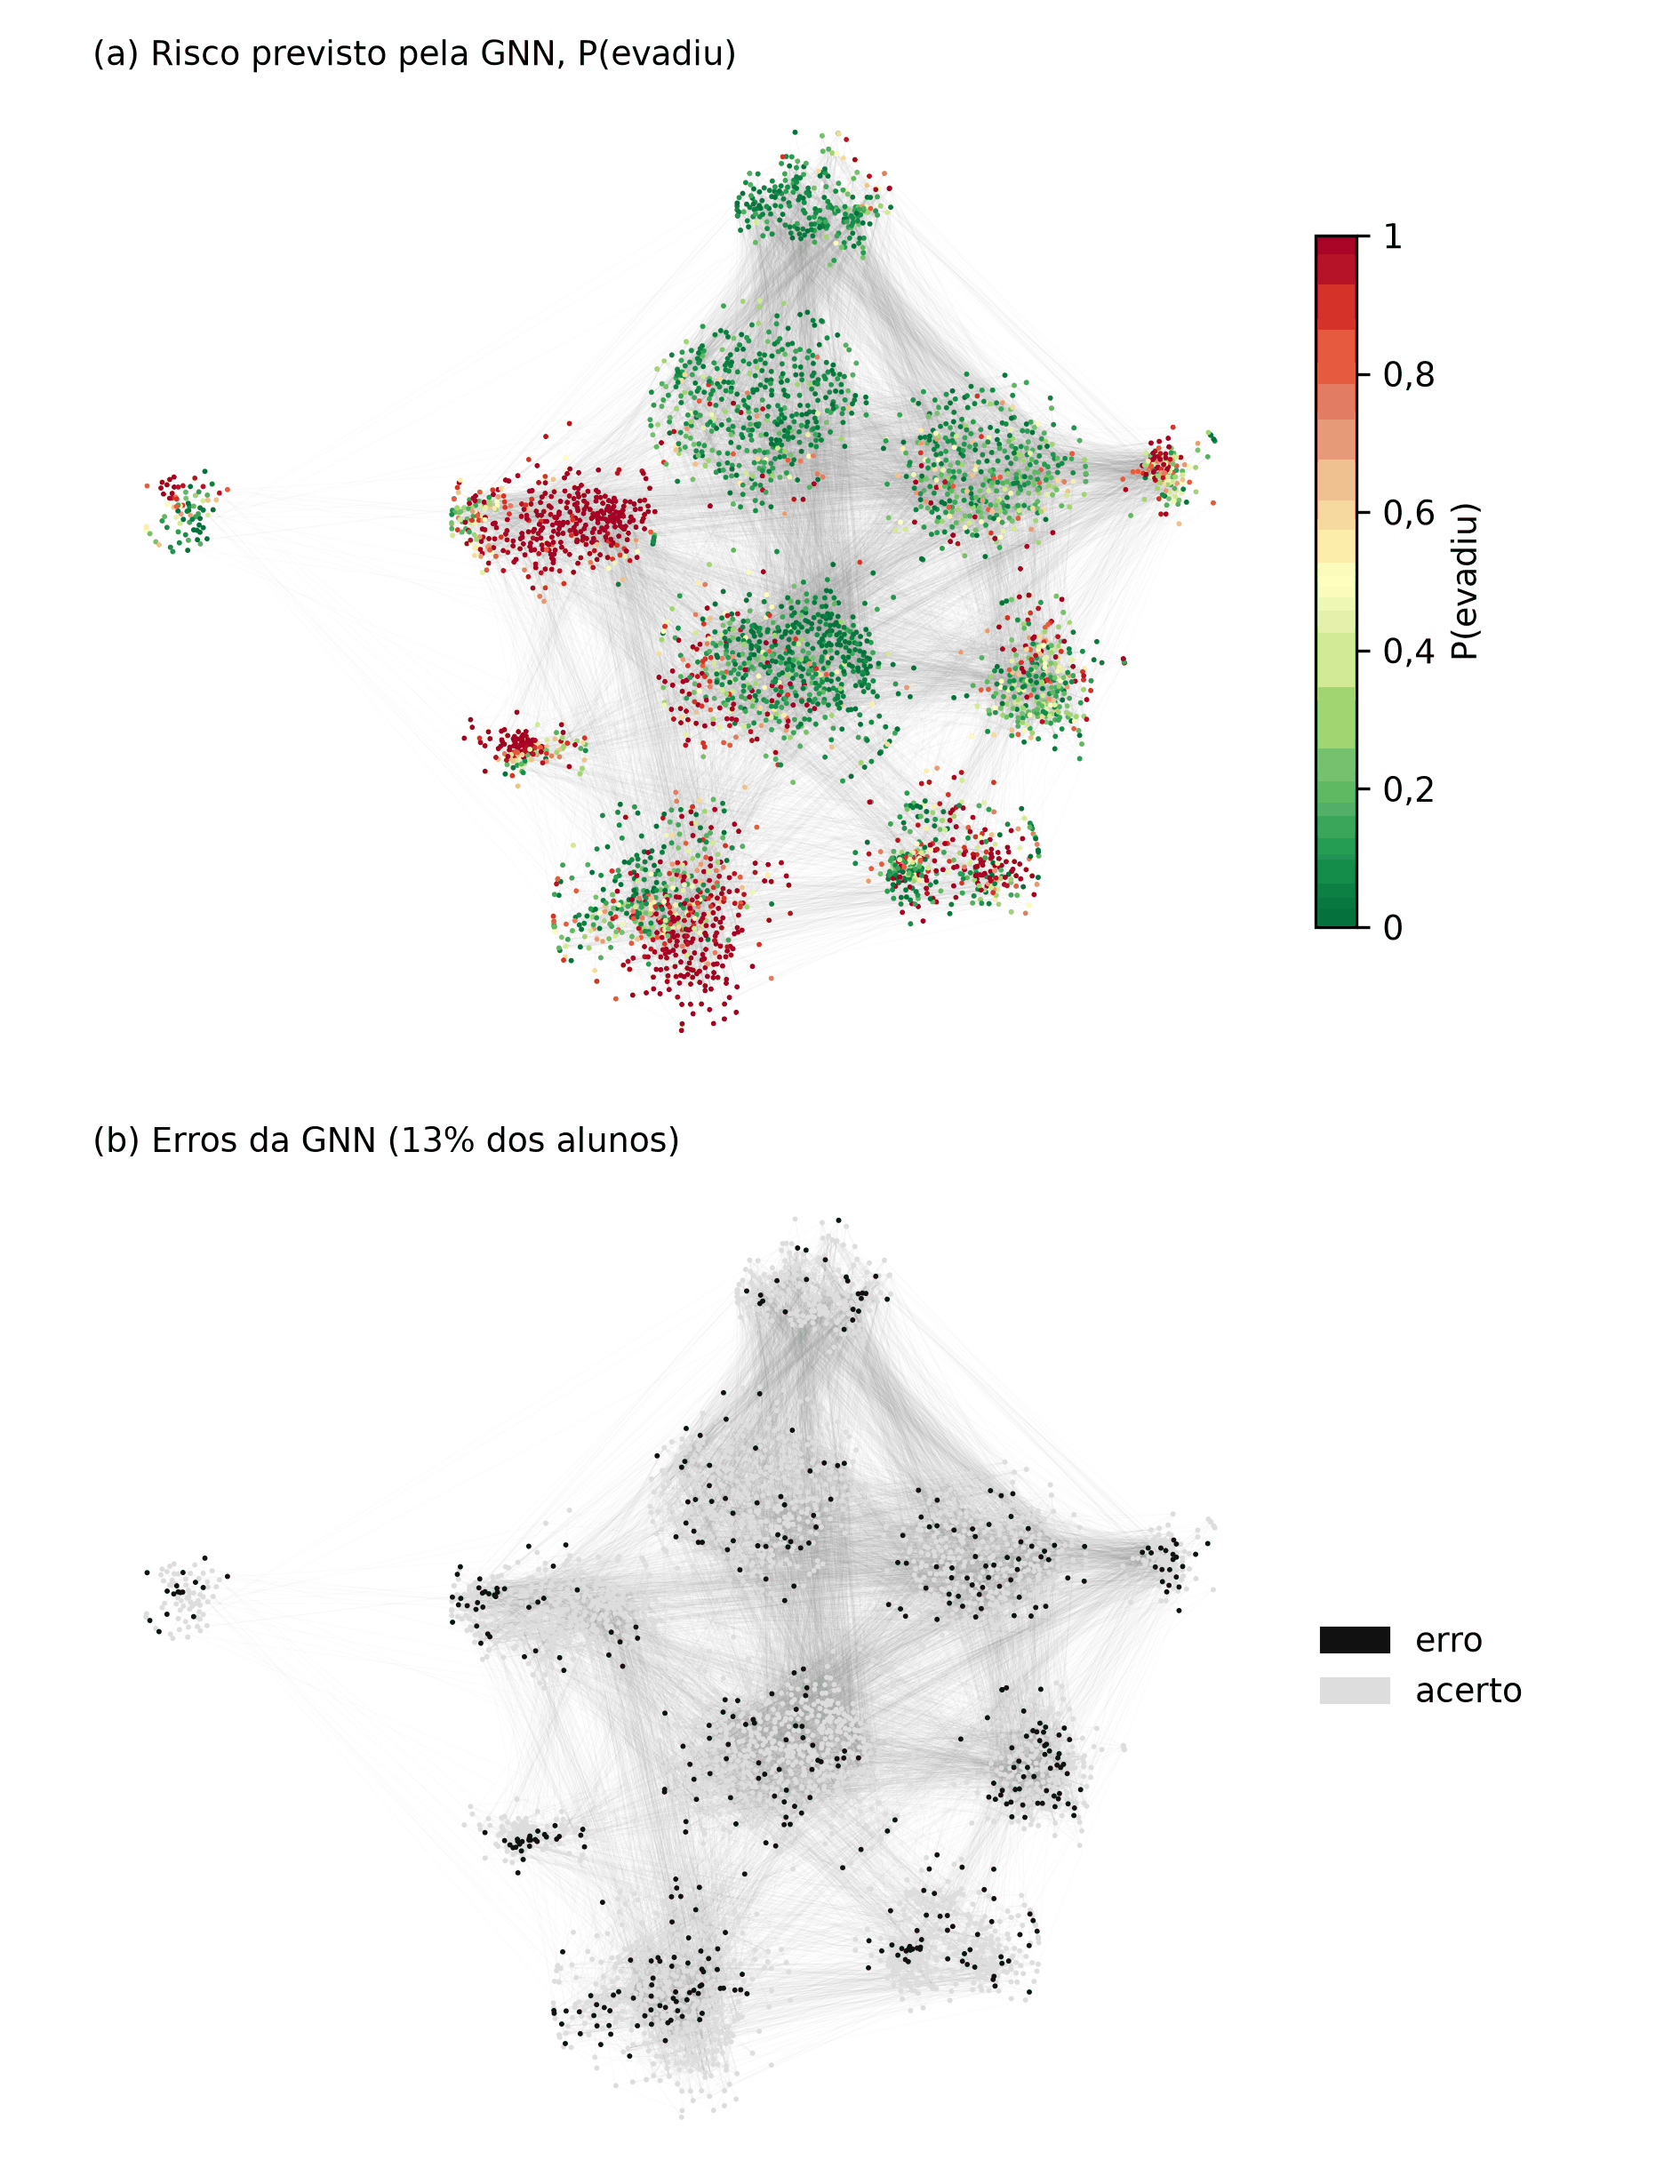 (a) Risco previsto pela GNN, P(evadiu)
1
0,8
0,6
0,4
0,2
0
P(evadiu)
(b) Erros da GNN (13% dos alunos)
erro
acerto